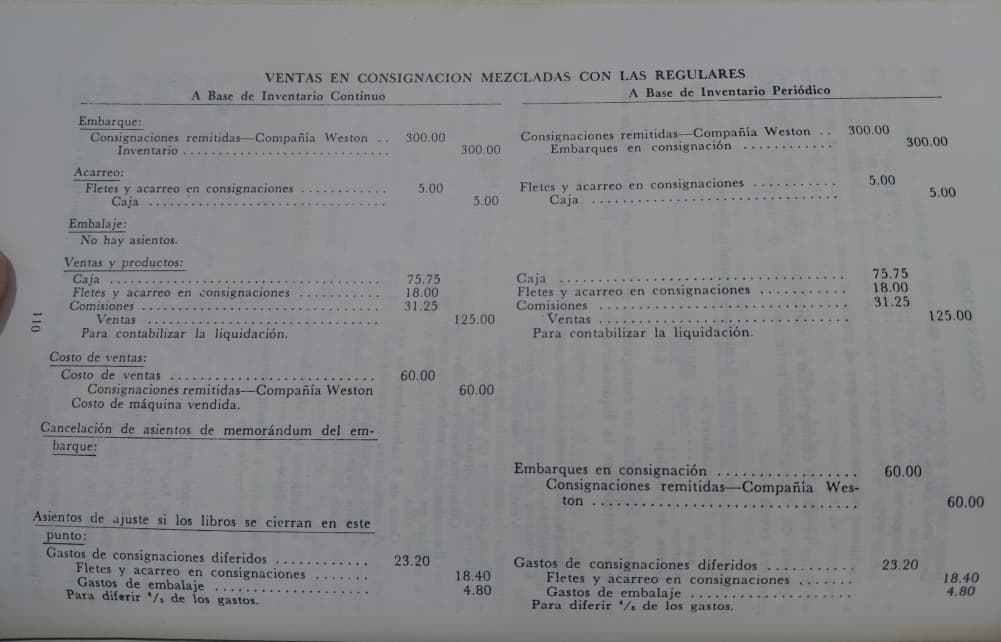 VENTAS EN CONSIGNACION MEZCLADAS CON LAS REGULARES
A Base de Inventario Continuo
Embarque:
Consignaciones remitidas—Compañía Weston .. 300.00
Inventario ............................. 300.00
Acarreo:
Fletes y acarreo en consignaciones ............ 5.00
Caja .................................. 5.00
Embalaje:
No hay asientos.
Ventas y productos:
Caja ...................................... 75.75
Fletes y acarreo en consignaciones ............ 18.00
Comisiones .................................. 31.25
Ventas ................................. 125.00
Para contabilizar la liquidación.
Costo de ventas:
Costo de ventas ............................. 60.00
Consignaciones remitidas—Compañía Weston 60.00
Costo de máquina vendida.
Cancelación de asientos de memorándum del em-
barque:
Asientos de ajuste si los libros se cierran en este
punto:
Gastos de consignaciones diferidos ............ 23.20
Fletes y acarreo en consignaciones ....... 18.40
Gastos de embalaje ..................... 4.80
Para diferir ⁴/₅ de los gastos.
A Base de Inventario Periódico
Consignaciones remitidas—Compañía Weston .. 300.00
Embarques en consignación ............ 300.00
Fletes y acarreo en consignaciones ........... 5.00
Caja ................................. 5.00
Caja ....................................... 75.75
Fletes y acarreo en consignaciones ............ 18.00
Comisiones ................................. 31.25
Ventas ................................. 125.00
Para contabilizar la liquidación.
Embarques en consignación .................. 60.00
Consignaciones remitidas—Compañía Wes-
ton ................................. 60.00
Gastos de consignaciones diferidos ........... 23.20
Fletes y acarreo en consignaciones ....... 18.40
Gastos de embalaje ..................... 4.80
Para diferir ⁴/₅ de los gastos.
110